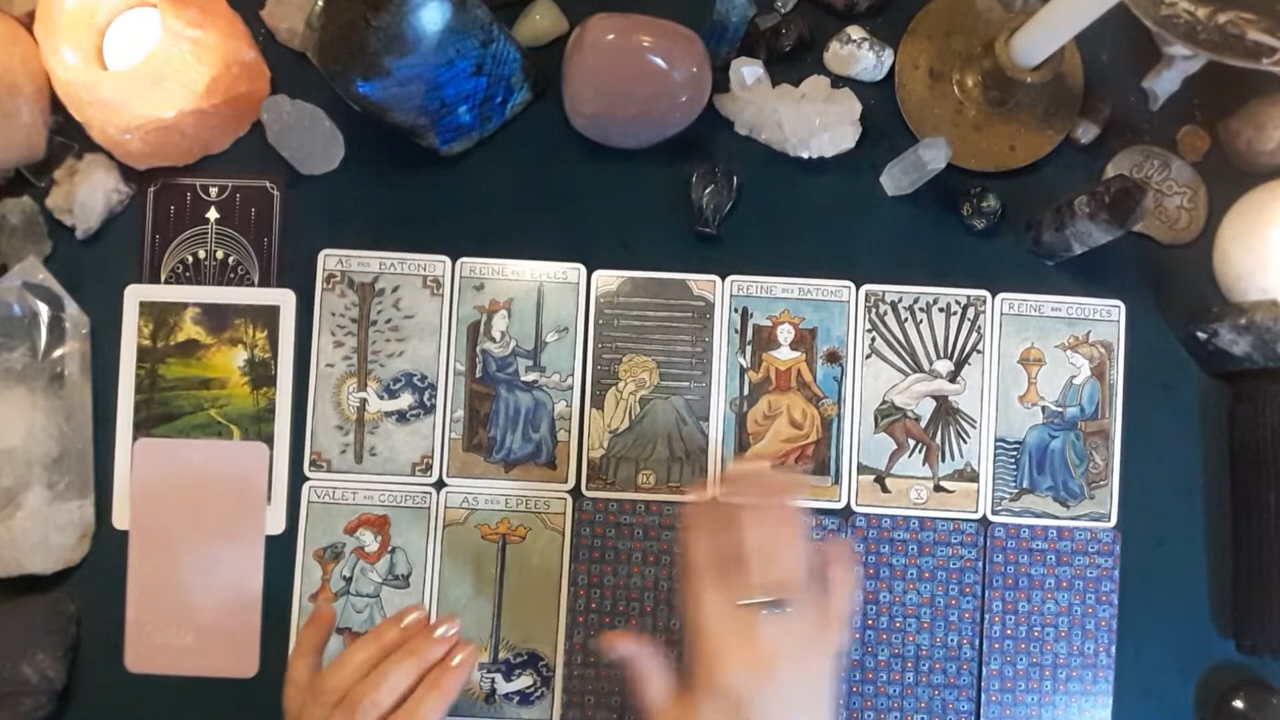 AS DES BATONS
REINE DES EPEES
REINE DES BATONS
REINE DES COUPES
IX
X
VALET DES COUPES
AS DES EPEES